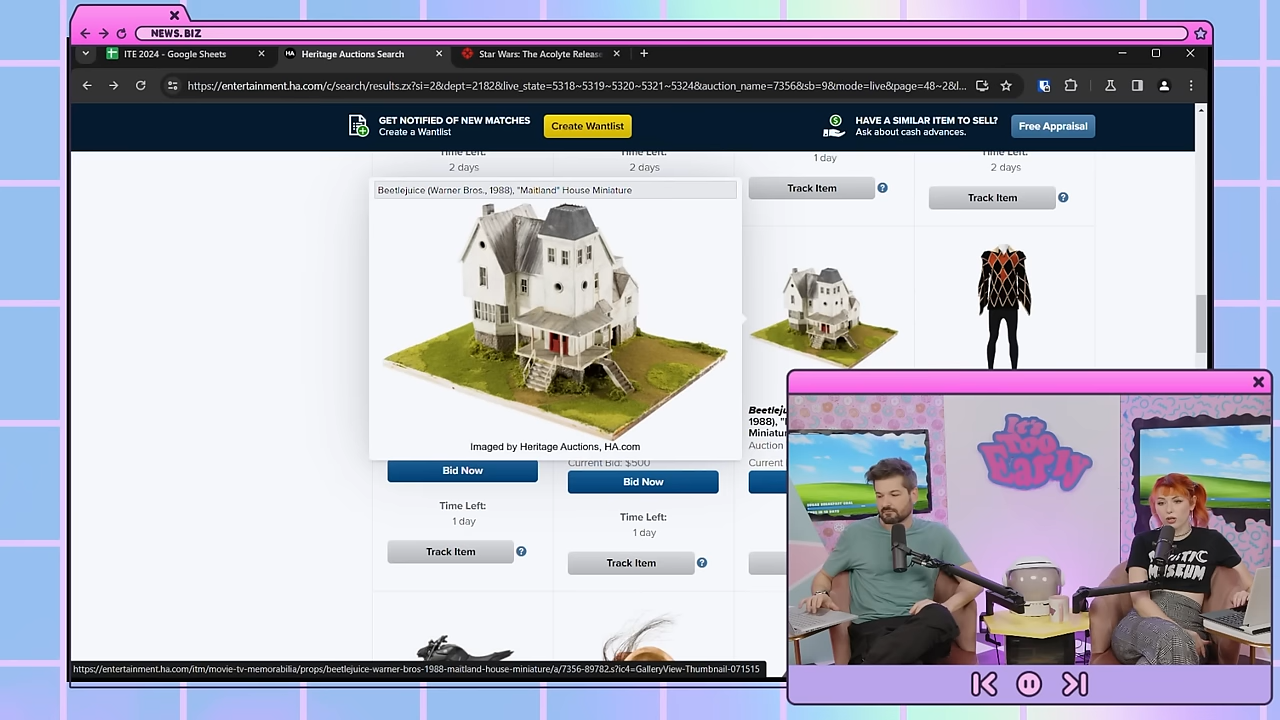 NEWS.BIZ
ITE 2024 - Google Sheets
HA Heritage Auctions Search
Star Wars: The Acolyte Release
https://entertainment.ha.com/c/search/results.zx?si=2&dept=2182&live_state=5318~5319~5320~5321~5324&auction_name=7356&sb=9&mode=live&page=48~2&l...
GET NOTIFIED OF NEW MATCHES
Create a Wantlist
Create Wantlist
HAVE A SIMILAR ITEM TO SELL?
Ask about cash advances.
Free Appraisal
Time Left:
2 days
Time Left:
2 days
1 day
Time Left:
2 days
Track Item
Track Item
Beetlejuice (Warner Bros., 1988), "Maitland" House Miniature
Imaged by Heritage Auctions, HA.com
Beetleju
1988), "
Miniatur
Auction
Current
Current Bid: $500
Bid Now
Bid Now
Time Left:
1 day
Time Left:
1 day
Track Item
Track Item
It's
Too
Early
MUSEUM
https://entertainment.ha.com/itm/movie-tv-memorabilia/props/beetlejuice-warner-bros-1988-maitland-house-miniature/a/7356-89782.s?ic4=GalleryView-Thumbnail-071515